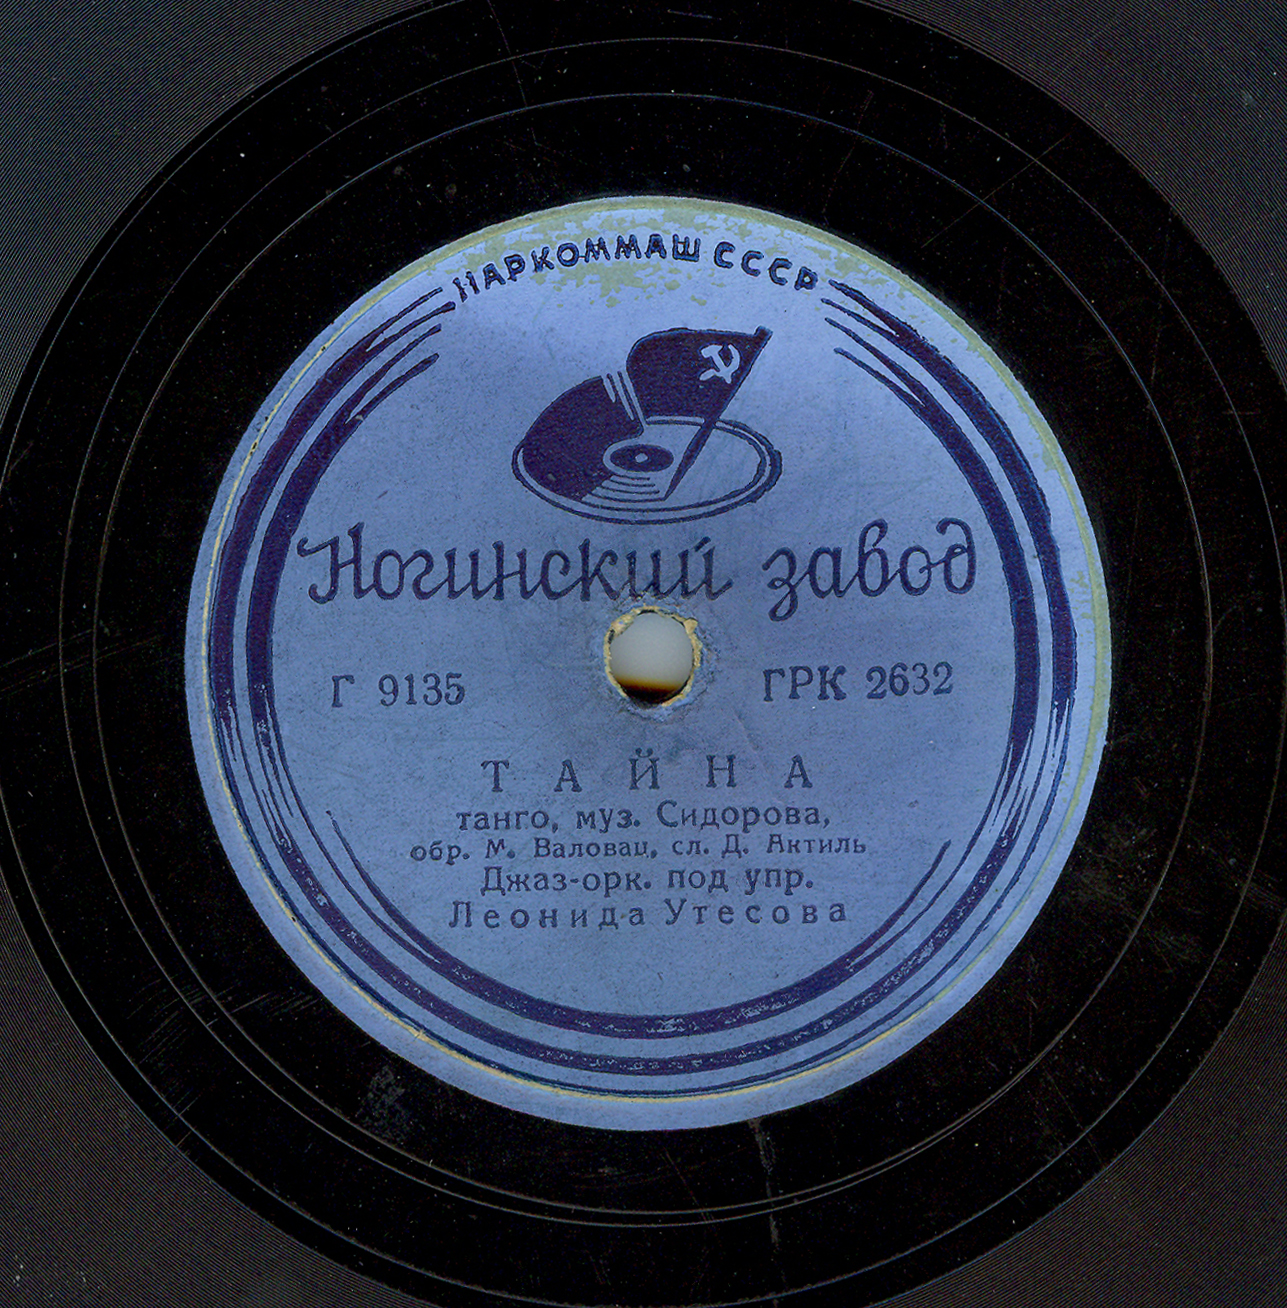 НАРКОММАШ СССР
Ногинский завод
Г 9135 ГРК 2632
ТАЙНА
танго, муз. Сидорова,
обр. М. Валовац, сл. Д. Актиль
Джаз-орк. под упр.
Леонида Утесова